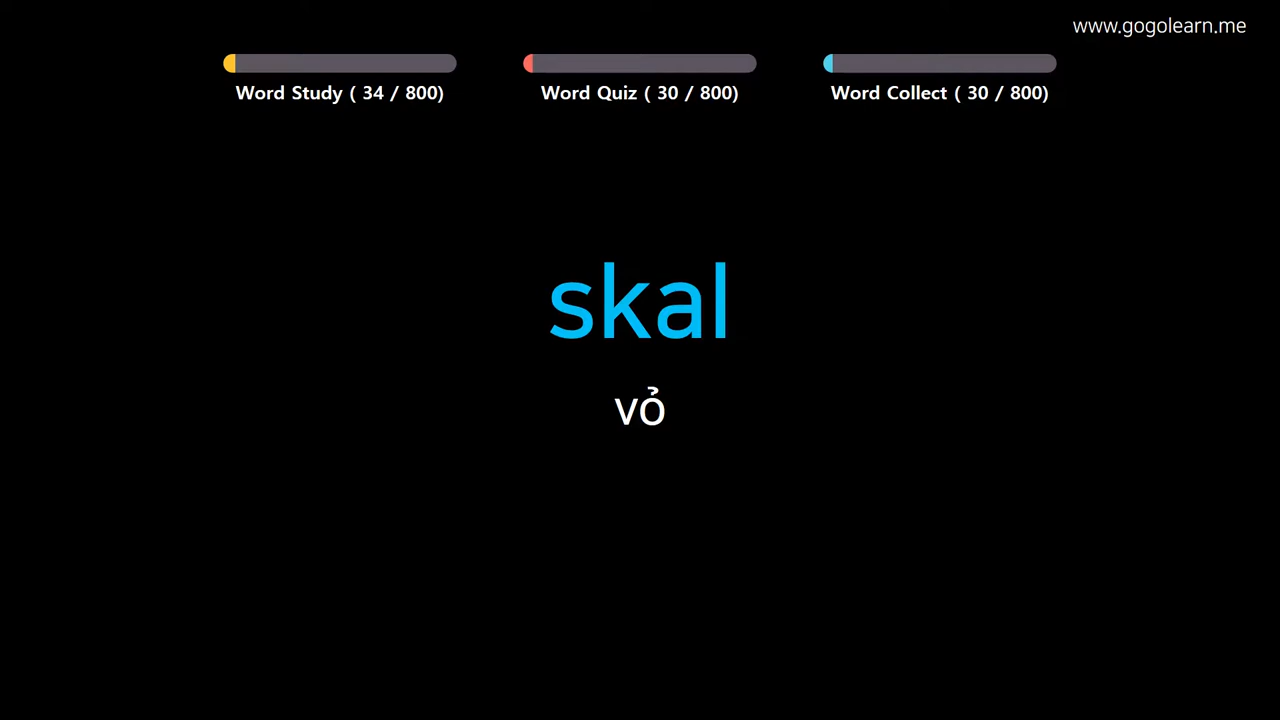 www.gogolearn.me
Word Study ( 34 / 800)
Word Quiz ( 30 / 800)
Word Collect ( 30 / 800)
skal
vỏ